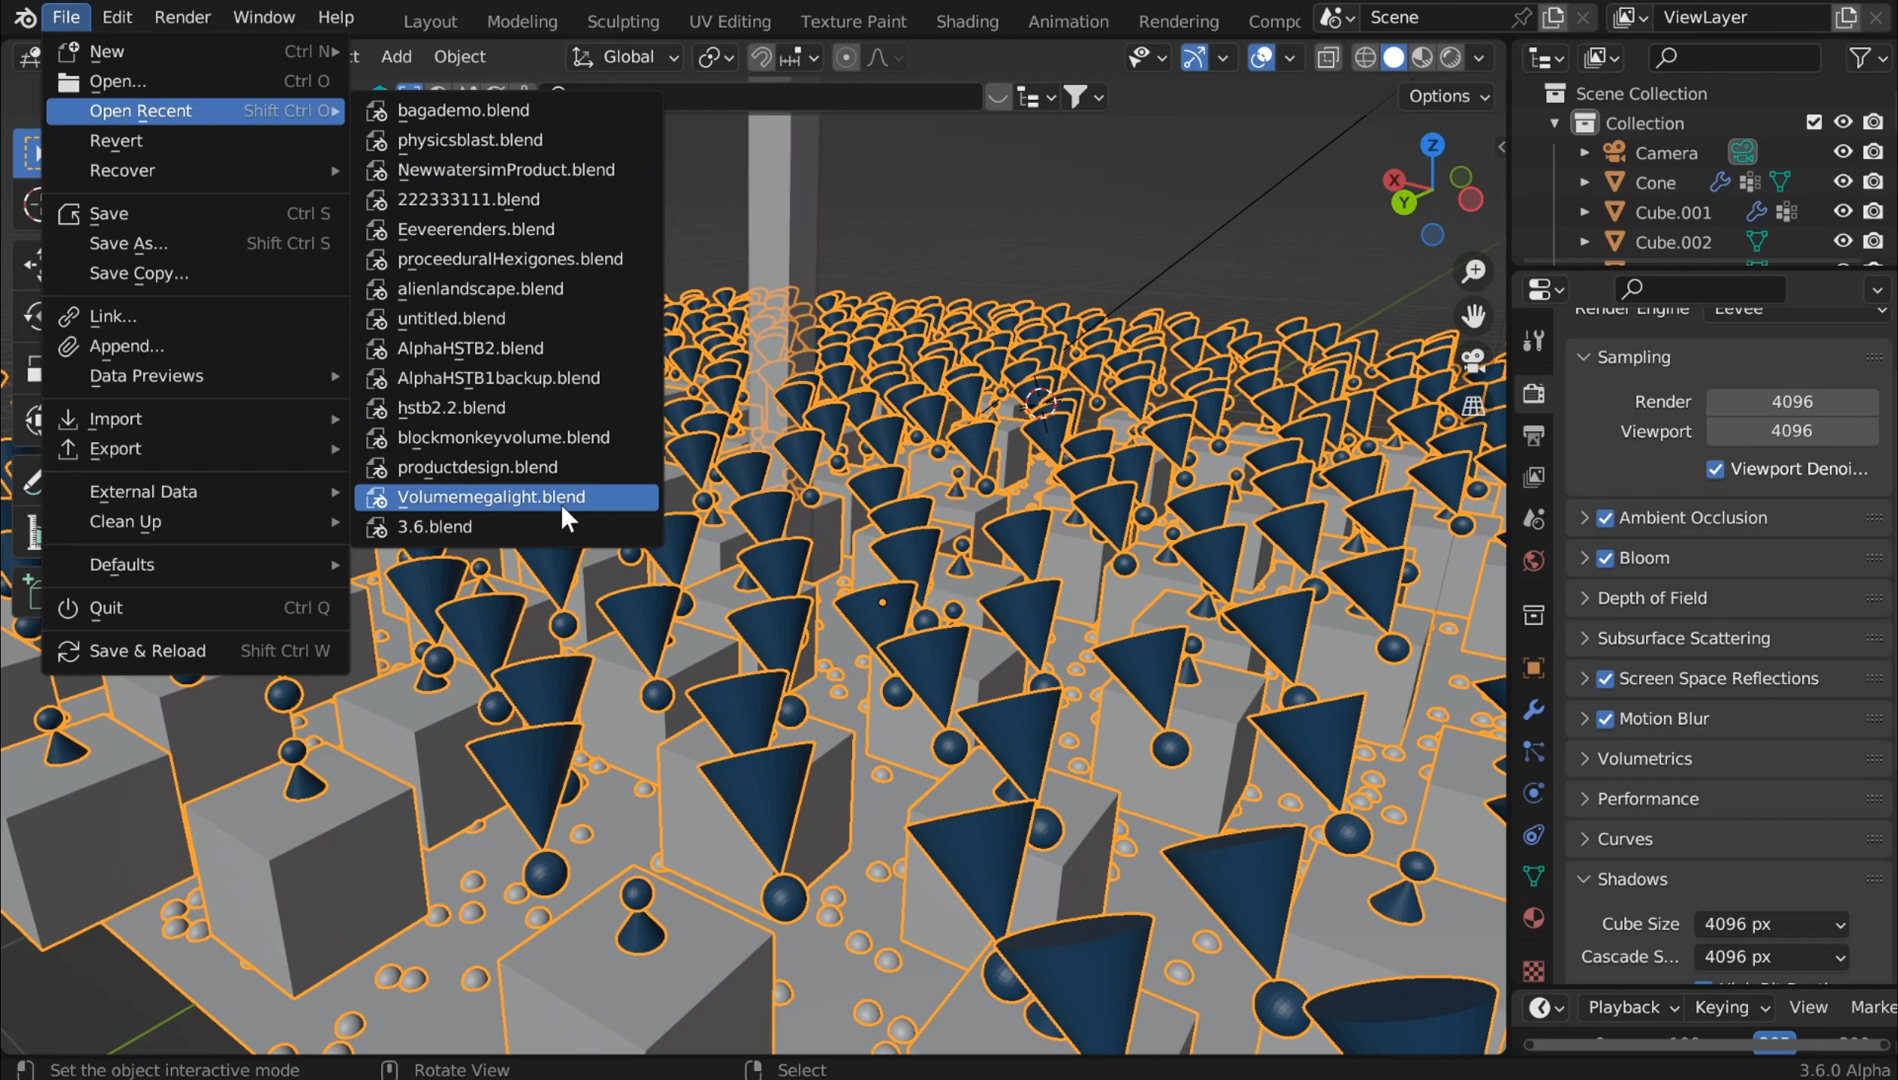 File Edit Render Window Help Layout Modeling Sculpting UV Editing Texture Paint Shading Animation Rendering Scene ViewLayer
Add Object Global
Options
New Ctrl N
Open... Ctrl O
Open Recent Shift Ctrl O
Revert
Recover
Save Ctrl S
Save As... Shift Ctrl S
Save Copy...
Link...
Append...
Data Previews
Import
Export
External Data
Clean Up
Defaults
Quit Ctrl Q
Save & Reload Shift Ctrl W
bagademo.blend
physicsblast.blend
NewwatersimProduct.blend
222333111.blend
Eeveerenders.blend
proceeduralHexigones.blend
alienlandscape.blend
untitled.blend
AlphaHSTB2.blend
AlphaHSTB1backup.blend
hstb2.2.blend
blockmonkeyvolume.blend
productdesign.blend
Volumemegalight.blend
3.6.blend
Z
X
Y
Scene Collection
Collection
Camera
Cone
Cube.001
Cube.002
Render Engine Eevee
Sampling
Render 4096
Viewport 4096
Viewport Denoi...
Ambient Occlusion
Bloom
Depth of Field
Subsurface Scattering
Screen Space Reflections
Motion Blur
Volumetrics
Performance
Curves
Shadows
Cube Size 4096 px
Cascade S... 4096 px
Playback Keying View Marke
Set the object interactive mode Rotate View Select 3.6.0 Alpha